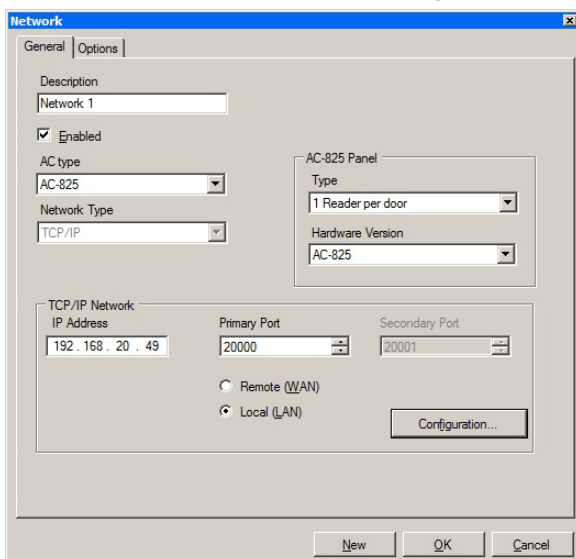 Network
General Options
Description
Network 1
Enabled
AC type
AC-825
Network Type
TCP/IP
AC-825 Panel
Type
1 Reader per door
Hardware Version
AC-825
TCP/IP Network
IP Address Primary Port Secondary Port
192 . 168 . 20 . 49 20000 20001
Remote (WAN)
Local (LAN)
Configuration...
New OK Cancel